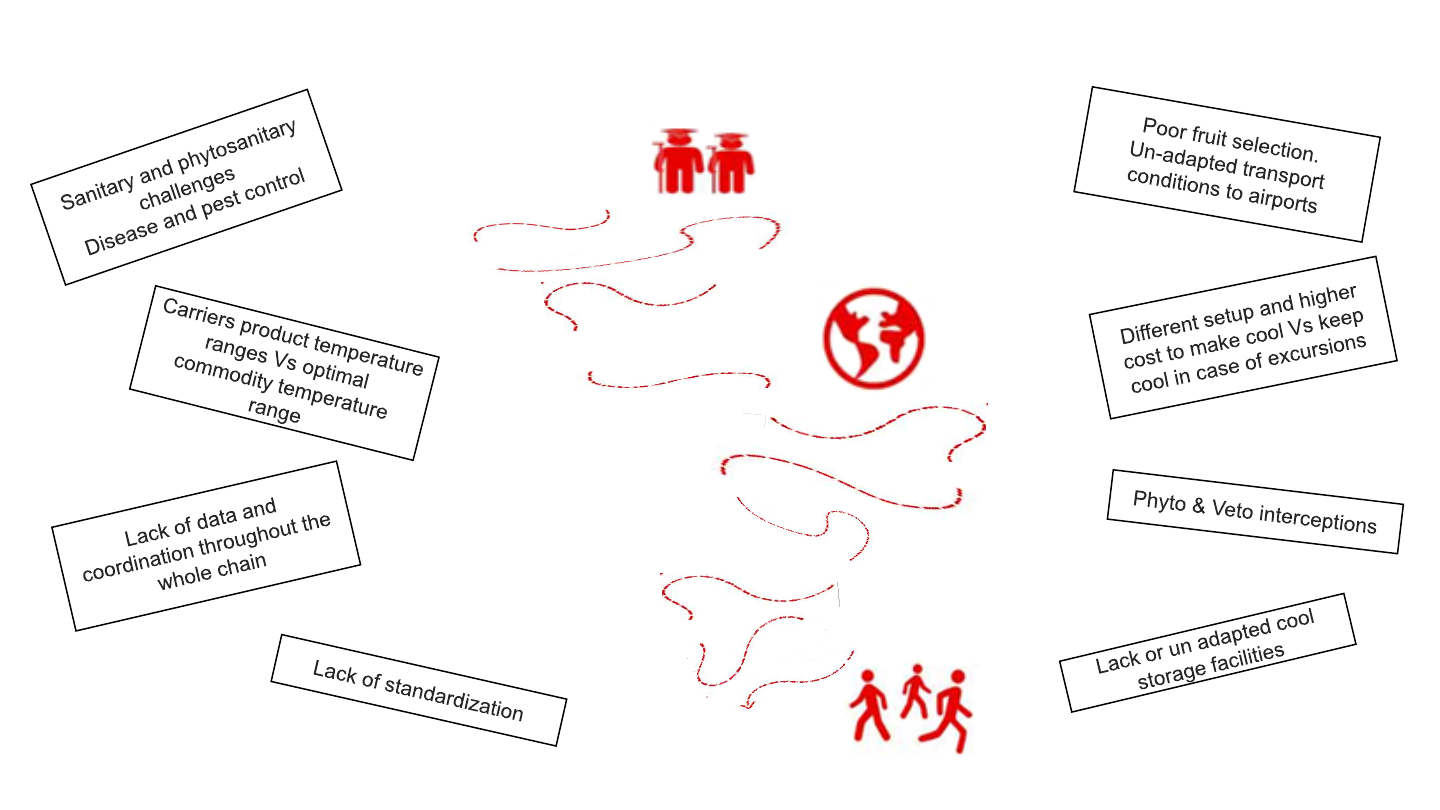 Sanitary and phytosanitary
challenges
Disease and pest control
Carriers product temperature
ranges Vs optimal
commodity temperature
range
Lack of data and
coordination throughout the
whole chain
Lack of standardization
Poor fruit selection.
Un-adapted transport
conditions to airports
Different setup and higher
cost to make cool Vs keep
cool in case of excursions
Phyto & Veto interceptions
Lack or un adapted cool
storage facilities